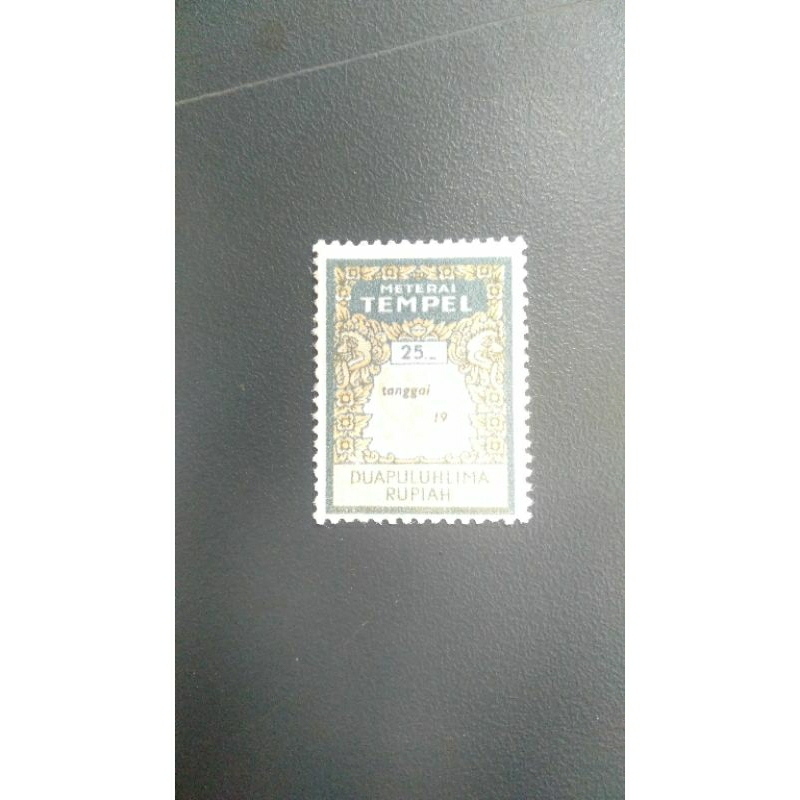 METERAI
TEMPEL
25.-
tanggal
19
DUAPULUHLIMA
RUPIAH